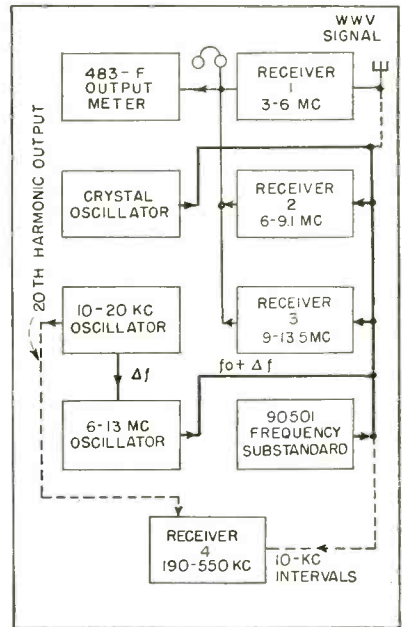 WWV
SIGNAL
483-F
OUTPUT
METER
RECEIVER
1
3-6 MC
CRYSTAL
OSCILLATOR
RECEIVER
2
6-9.1 MC
20TH HARMONIC OUTPUT
10-20 KC
OSCILLATOR
RECEIVER
3
9-13.5MC
Δf
fo+ Δf
6-13 MC
OSCILLATOR
90501
FREQUENCY
SUBSTANDARD
RECEIVER
4
190-550 KC
10-KC
INTERVALS